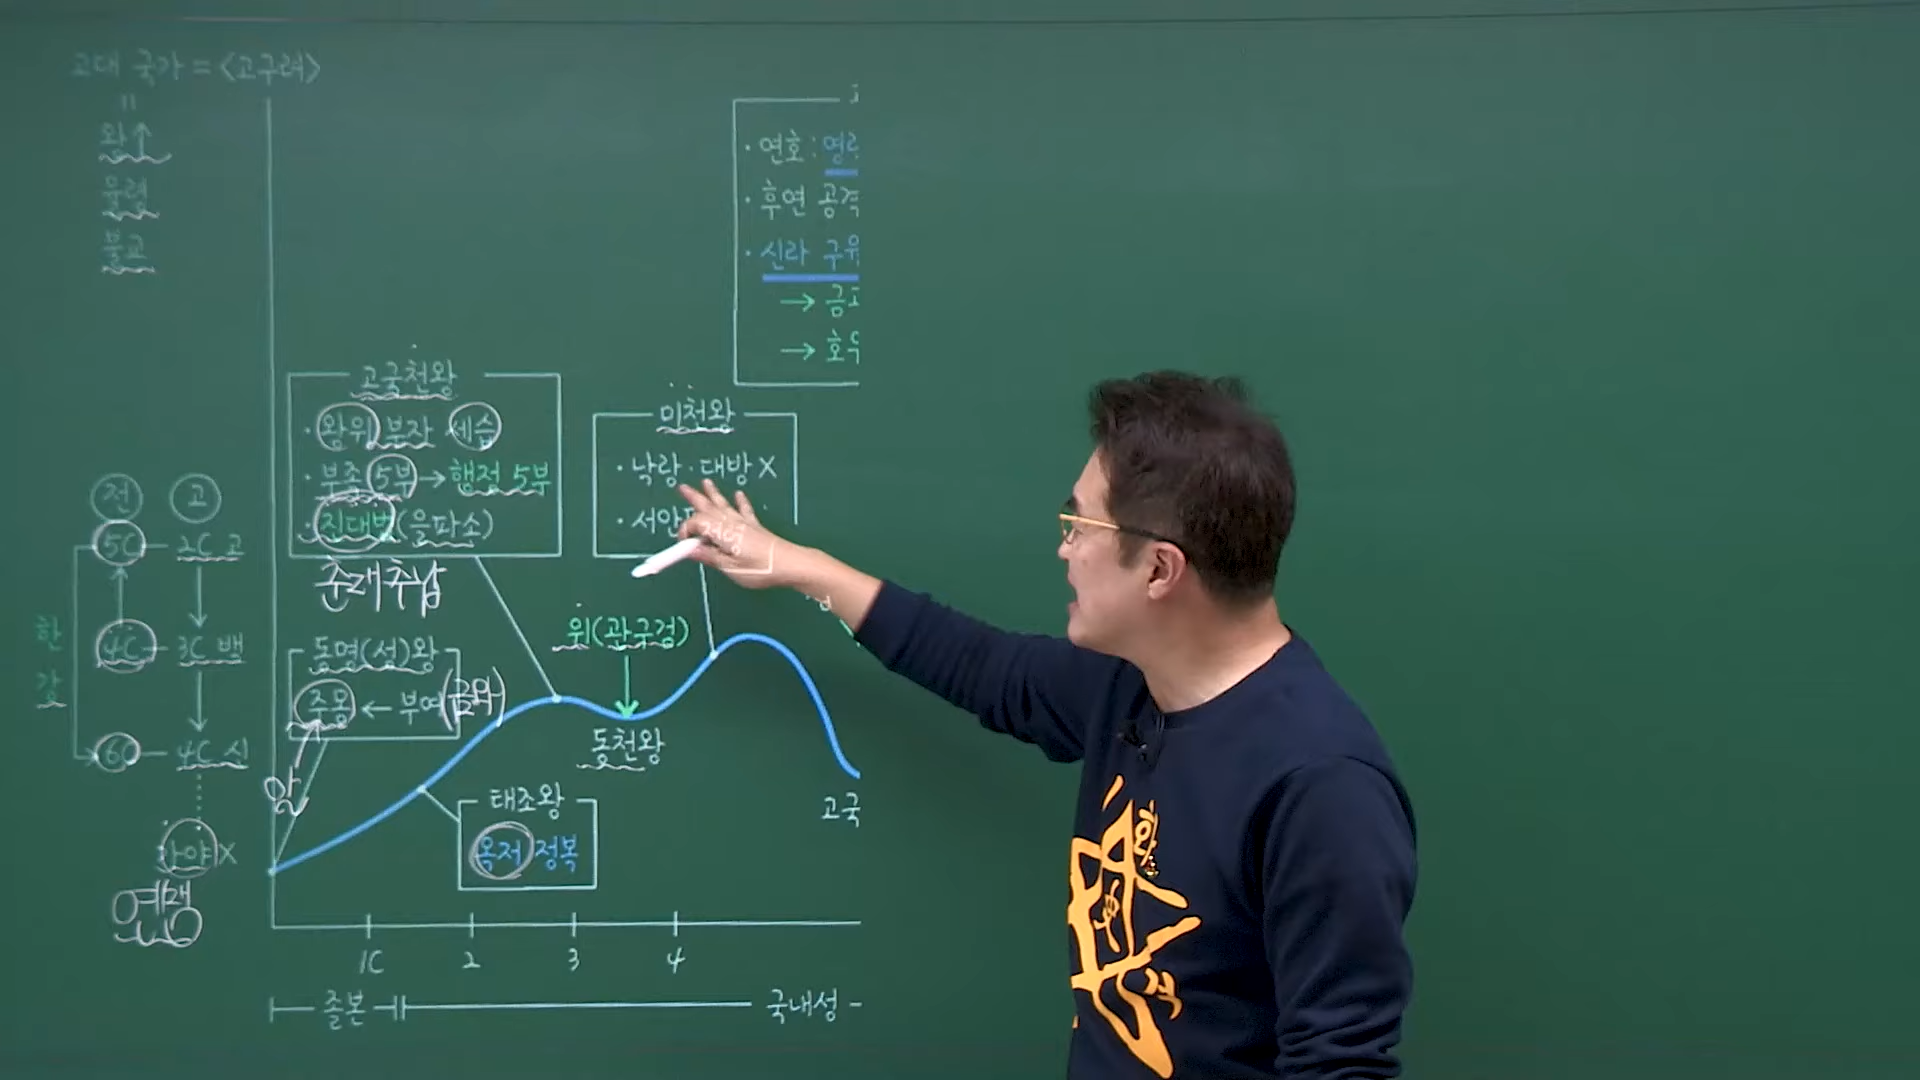 고대 국가 = <고구려>
=
왕↑
율령
불교
· 연호 :
· 후연 공격
· 신라 구원
→ 금
→ 호우
고국천왕
· 왕위 부자 세습
· 부족 5부 → 행정 5부
· 진대법(을파소)
춘대추납
미천왕
· 낙랑 · 대방 X
· 서안
전 고
5C — 2C 고
4C — 3C 백
6C — 4C 신
가야 X
연맹
한강
동명(성)왕
주몽 ← 부여(금와)
알
위(관구검)
동천왕
태조왕
옥저 정복
고국
1C 2 3 4
졸본 국내성